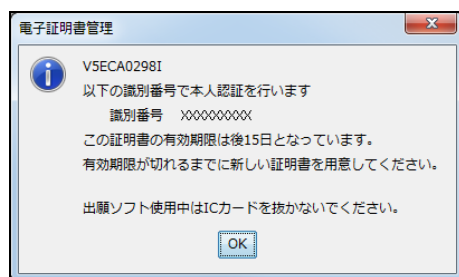 電子証明書管理
V5ECA0298I
以下の識別番号で本人認証を行います
識別番号 XXXXXXXXX
この証明書の有効期限は後15日となっています。
有効期限が切れるまでに新しい証明書を用意してください。
出願ソフト使用中はICカードを抜かないでください。
OK